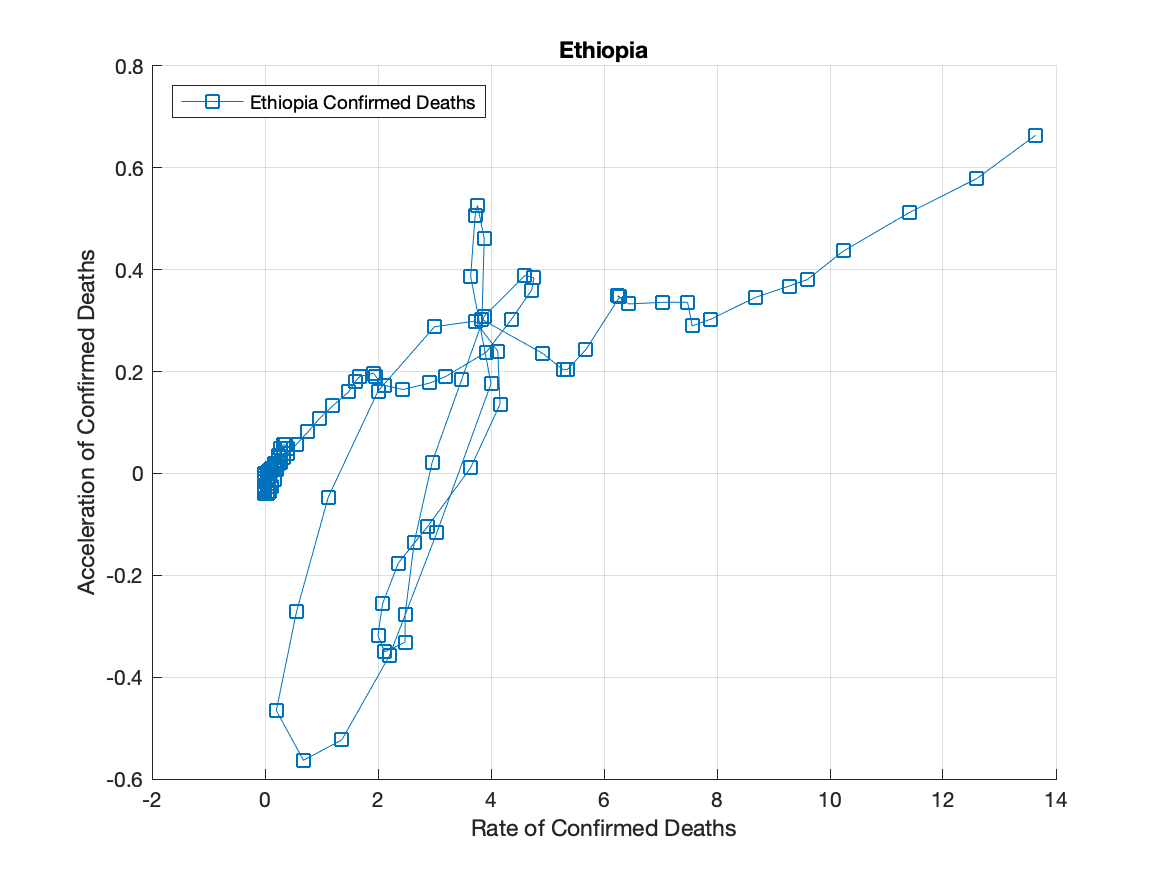 Ethiopia
Ethiopia Confirmed Deaths
0.8
0.6
0.4
0.2
0
-0.2
-0.4
-0.6
Acceleration of Confirmed Deaths
-2 0 2 4 6 8 10 12 14
Rate of Confirmed Deaths